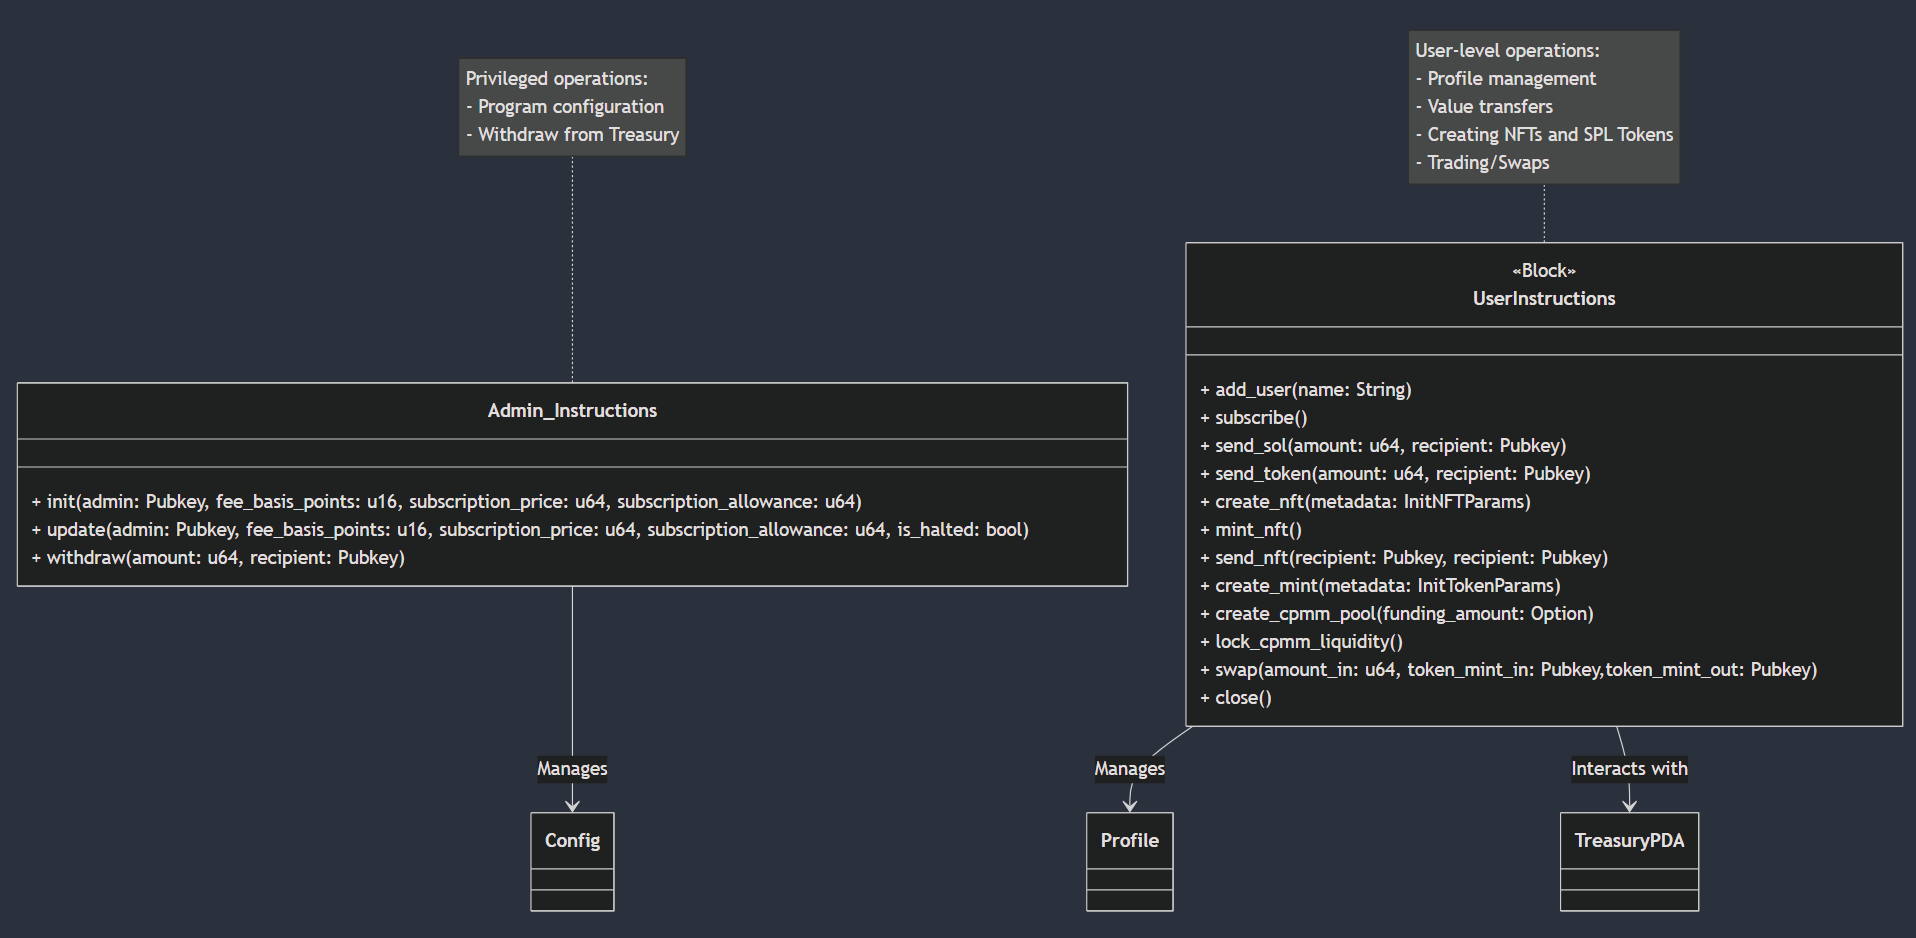 Privileged operations:
- Program configuration
- Withdraw from Treasury
User-level operations:
- Profile management
- Value transfers
- Creating NFTs and SPL Tokens
- Trading/Swaps
Admin_Instructions
+ init(admin: Pubkey, fee_basis_points: u16, subscription_price: u64, subscription_allowance: u64)
+ update(admin: Pubkey, fee_basis_points: u16, subscription_price: u64, subscription_allowance: u64, is_halted: bool)
+ withdraw(amount: u64, recipient: Pubkey)
«Block»
UserInstructions
+ add_user(name: String)
+ subscribe()
+ send_sol(amount: u64, recipient: Pubkey)
+ send_token(amount: u64, recipient: Pubkey)
+ create_nft(metadata: InitNFTParams)
+ mint_nft()
+ send_nft(recipient: Pubkey, recipient: Pubkey)
+ create_mint(metadata: InitTokenParams)
+ create_cpmm_pool(funding_amount: Option)
+ lock_cpmm_liquidity()
+ swap(amount_in: u64, token_mint_in: Pubkey,token_mint_out: Pubkey)
+ close()
Manages
Manages
Interacts with
Config
Profile
TreasuryPDA